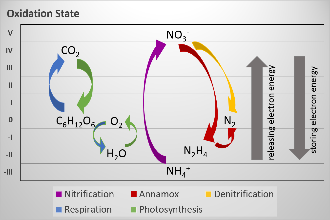 Oxidation State
V
IV
III
II
I
0
-I
-II
-III
CO2
C6H12O6
O2
H2O
NO3
N2
N2H4
NH4+
releasing electron energy
storing electron energy
Nitrification
Annamox
Denitrification
Respiration
Photosynthesis